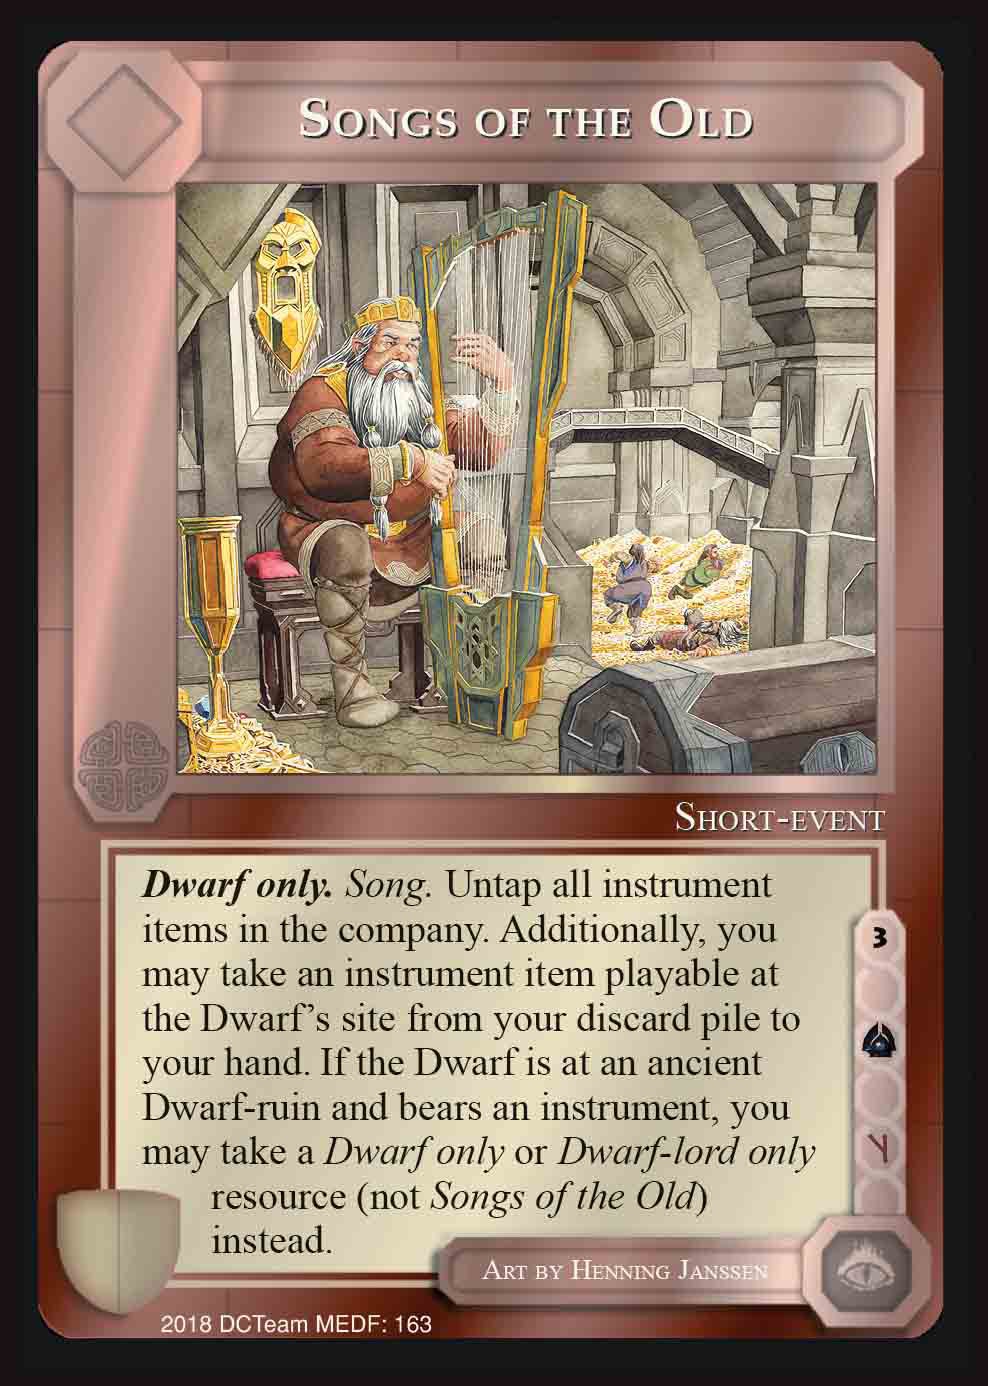 Songs of the Old
Short-event
Dwarf only. Song. Untap all instrument
items in the company. Additionally, you
may take an instrument item playable at
the Dwarf’s site from your discard pile to
your hand. If the Dwarf is at an ancient
Dwarf-ruin and bears an instrument, you
may take a Dwarf only or Dwarf-lord only
resource (not Songs of the Old)
instead.
3
Art by Henning Janssen
2018 DCTeam MEDF: 163